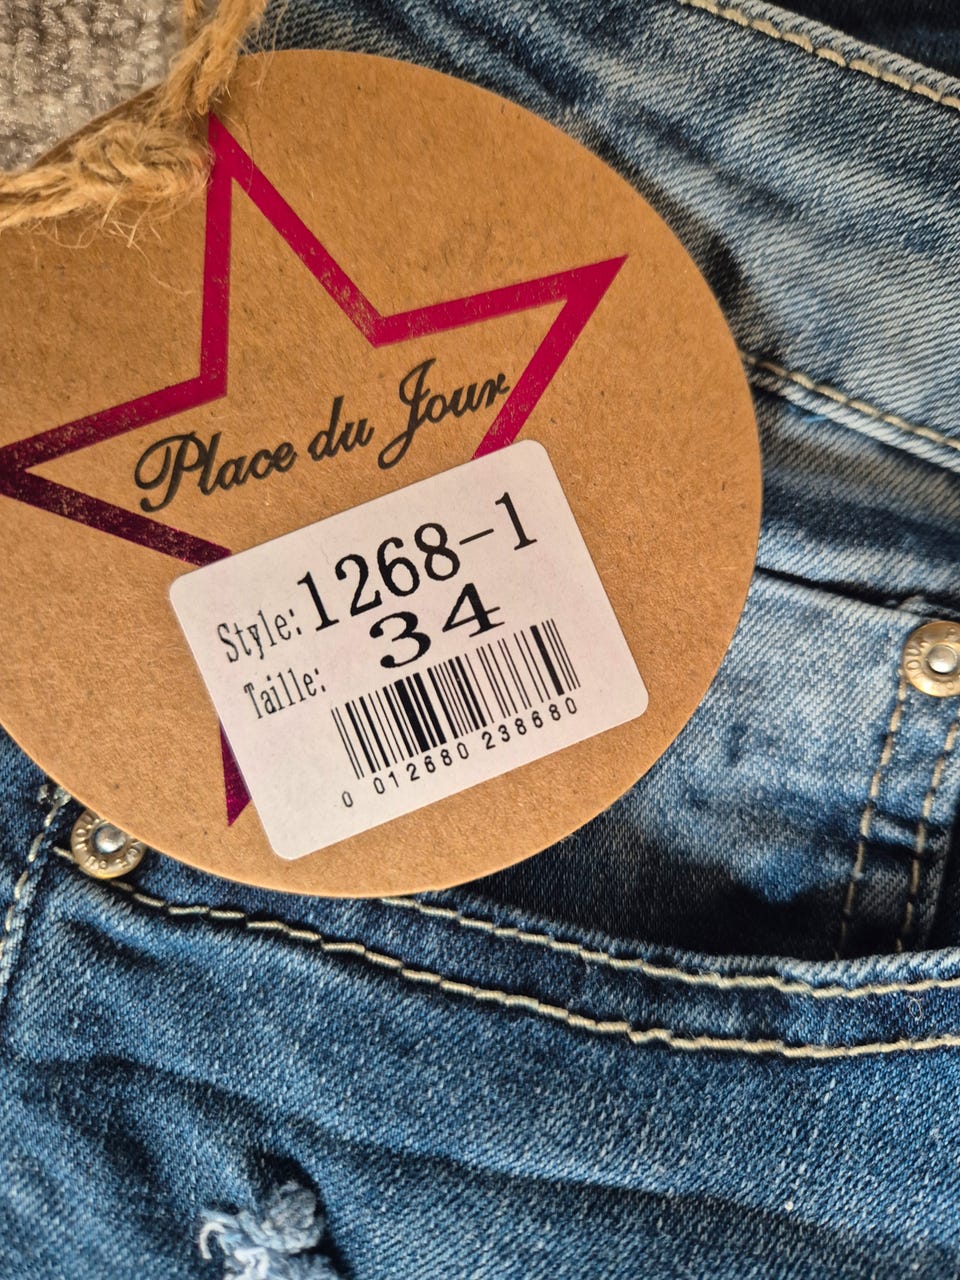 Place du Jour
Style: 1268-1
Taille: 34
0 012680 238680